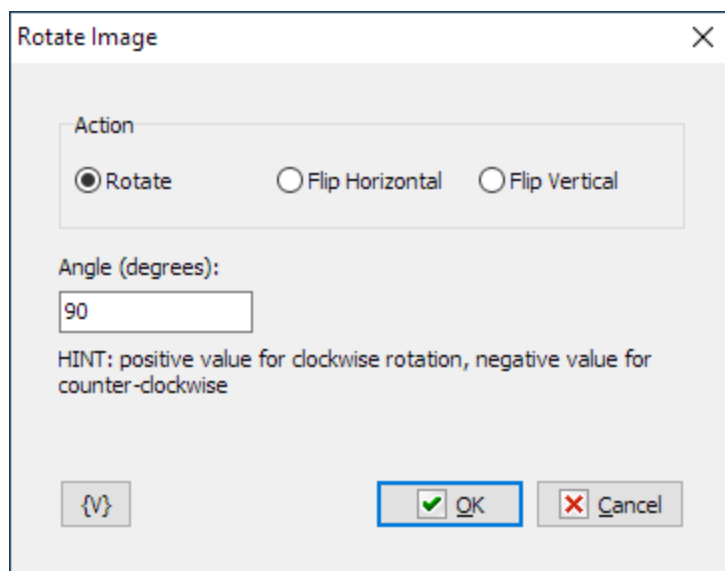 Rotate Image
Action
Rotate Flip Horizontal Flip Vertical
Angle (degrees):
90
HINT: positive value for clockwise rotation, negative value for
counter-clockwise
{V} OK Cancel